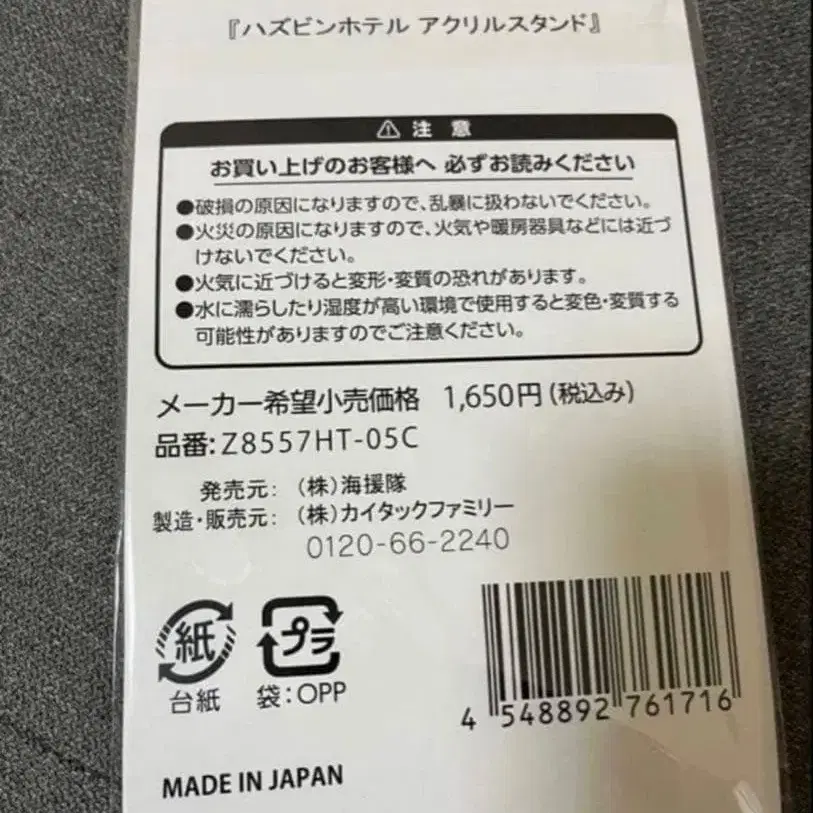 『ハズビンホテル アクリルスタンド』
⚠ 注 意
お買い上げのお客様へ 必ずお読みください
●破損の原因になりますので、乱暴に扱わないでください。
●火災の原因になりますので、火気や暖房器具などには近づ
けないでください。
●火気に近づけると変形・変質の恐れがあります。
●水に濡らしたり湿度が高い環境で使用すると変色・変質する
可能性がありますのでご注意ください。
メーカー希望小売価格 1,650円(税込み)
品番:Z8557HT-05C
発売元: (株)海援隊
製造・販売元: (株)カイタックファミリー
0120-66-2240
紙 プラ
台紙 袋:OPP
4 548892 761716
MADE IN JAPAN